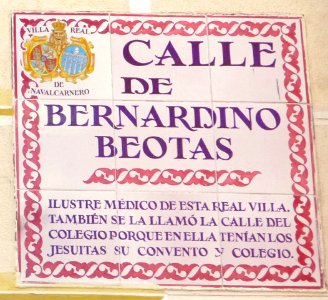 VILLA REAL
DE
NAVALCARNERO
CALLE
DE
BERNARDINO
BEOTAS
ILUSTRE MÉDICO DE ESTA REAL VILLA.
TAMBIÉN SE LA LLAMÓ LA CALLE DEL
COLEGIO PORQUE EN ELLA TENÍAN LOS
JESUITAS SU CONVENTO Y COLEGIO.